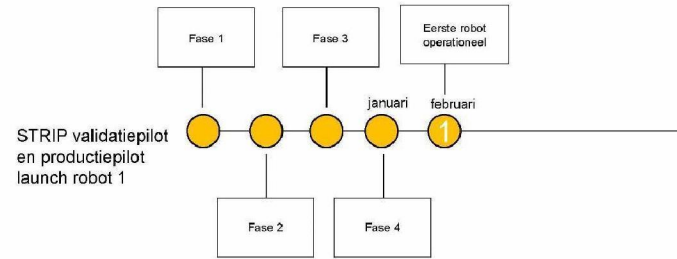 Fase 1
Fase 3
Eerste robot
operationeel
januari
februari
1
STRIP validatiepilot
en productiepilot
launch robot 1
Fase 2
Fase 4